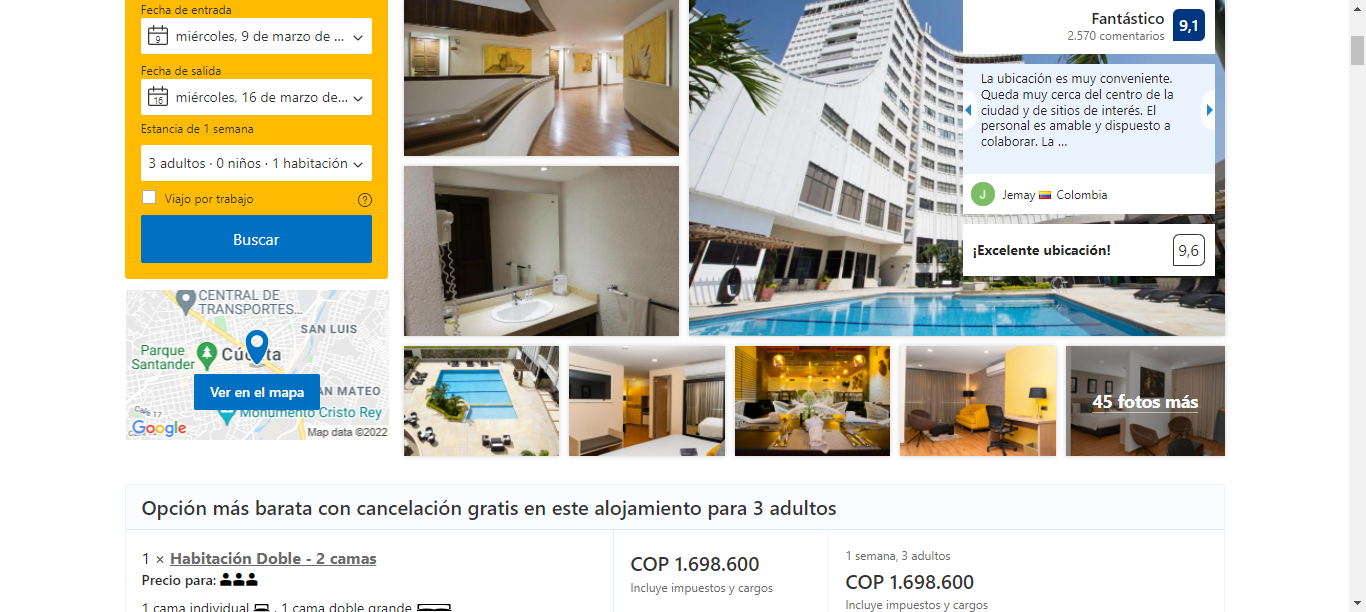 Fecha de entrada
9
miércoles, 9 de marzo de ...
Fecha de salida
16
miércoles, 16 de marzo de...
Estancia de 1 semana
3 adultos · 0 niños · 1 habitación
Viajo por trabajo
?
Buscar
CENTRAL DE
TRANSPORTES...
SAN LUIS
Parque
Santander
Ver en el mapa
MATEO
Monumento Cristo Rey
Google
Map data ©2022
Fantástico
2.570 comentarios
9,1
La ubicación es muy conveniente.
Queda muy cerca del centro de la
ciudad y de sitios de interés. El
personal es amable y dispuesto a
colaborar. La ...
J
Jemay Colombia
¡Excelente ubicación!
9,6
45 fotos más
Opción más barata con cancelación gratis en este alojamiento para 3 adultos
1 × Habitación Doble - 2 camas
Precio para:
1 cama individual , 1 cama doble grande
COP 1.698.600
Incluye impuestos y cargos
1 semana, 3 adultos
COP 1.698.600
Incluye impuestos y cargos